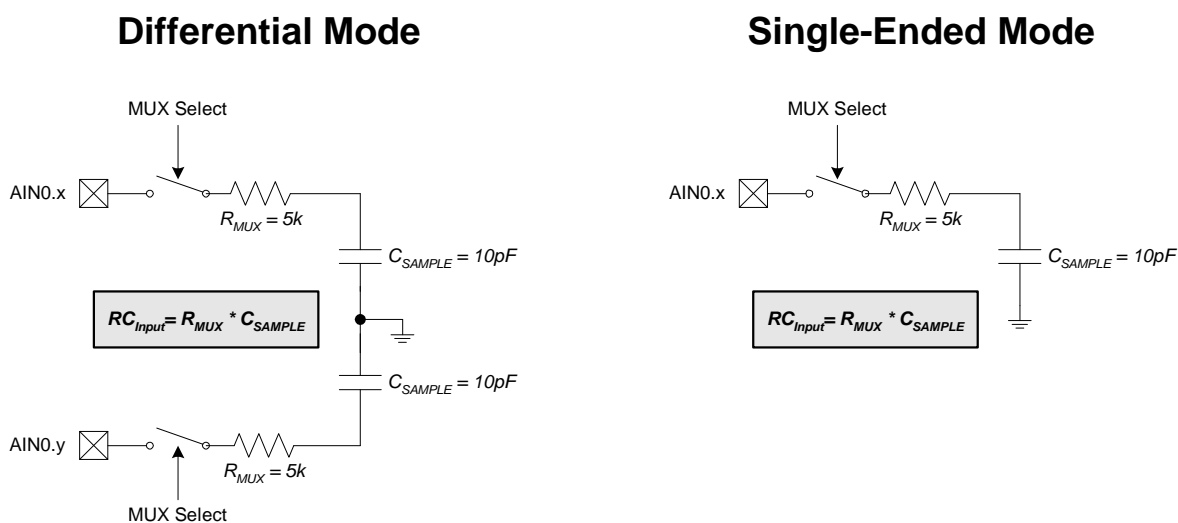 Differential Mode
MUX Select
AIN0.x
R_MUX = 5k
C_SAMPLE = 10pF
RC_Input= R_MUX * C_SAMPLE
C_SAMPLE = 10pF
AIN0.y
R_MUX = 5k
MUX Select
Single-Ended Mode
MUX Select
AIN0.x
R_MUX = 5k
C_SAMPLE = 10pF
RC_Input= R_MUX * C_SAMPLE